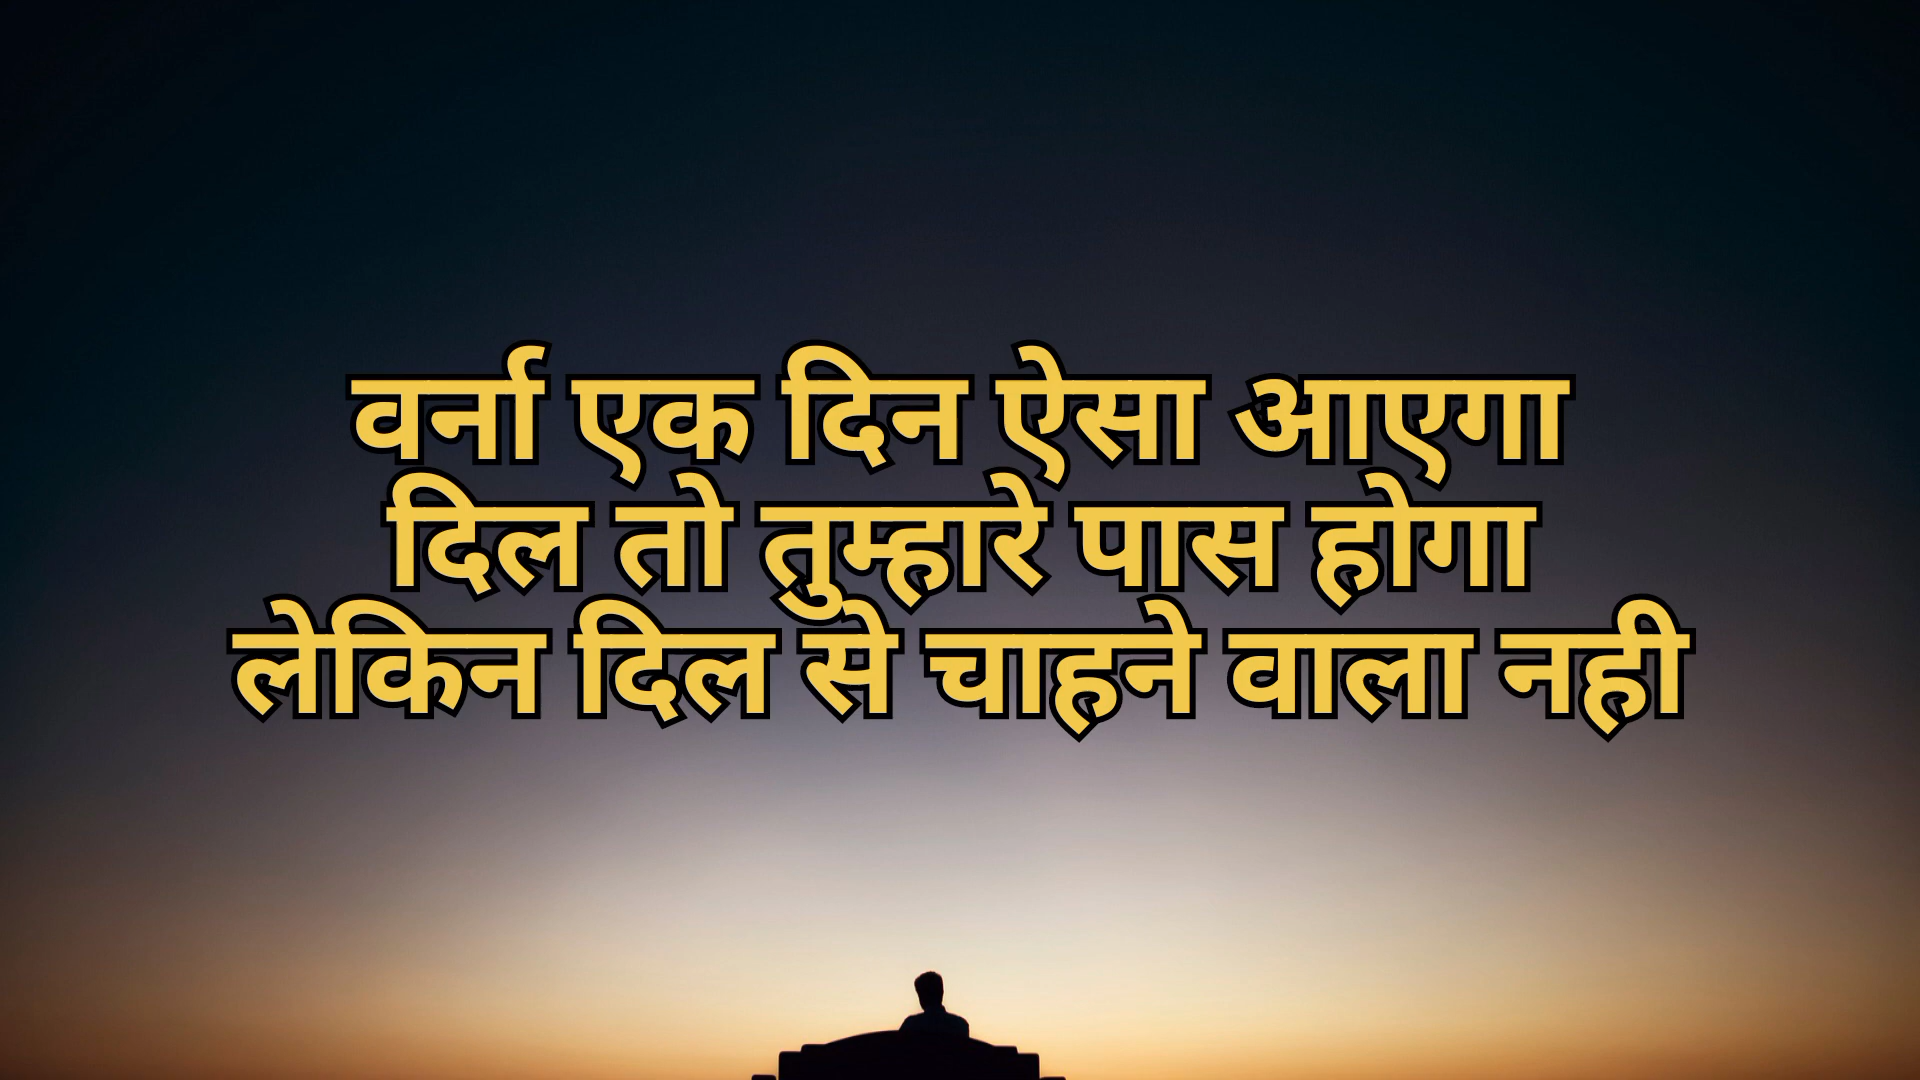 वर्ना एक दिन ऐसा आएगा
दिल तो तुम्हारे पास होगा
लेकिन दिल से चाहने वाला नही